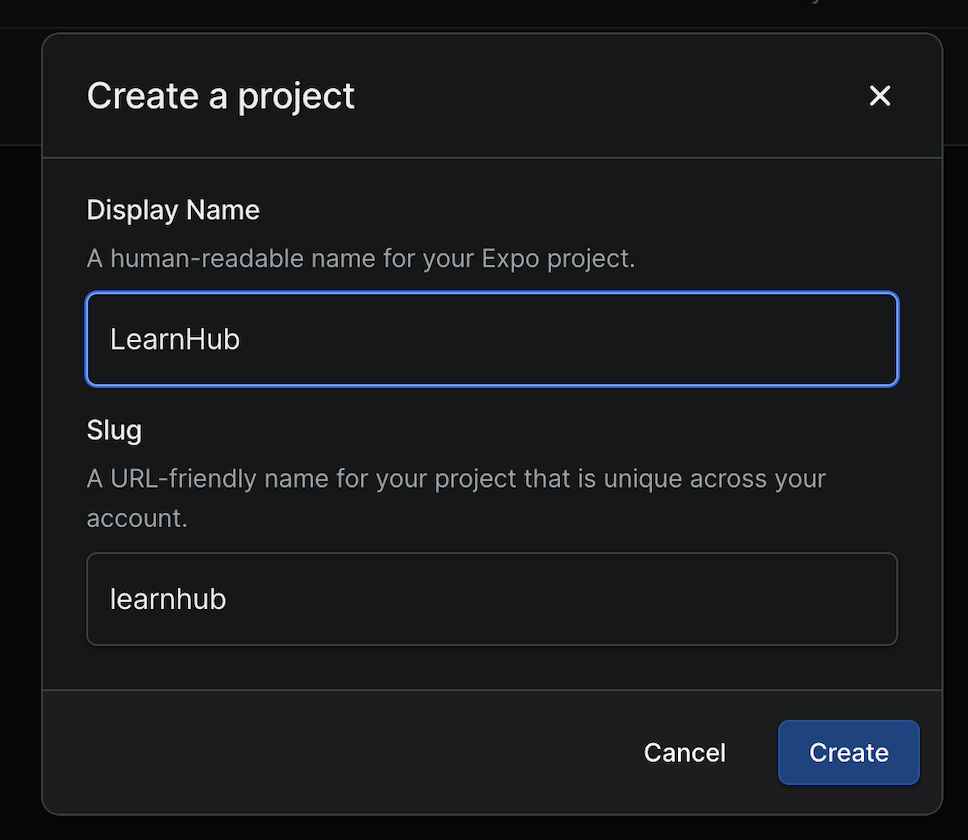 Create a project
Display Name
A human-readable name for your Expo project.
LearnHub
Slug
A URL-friendly name for your project that is unique across your
account.
learnhub
Cancel
Create